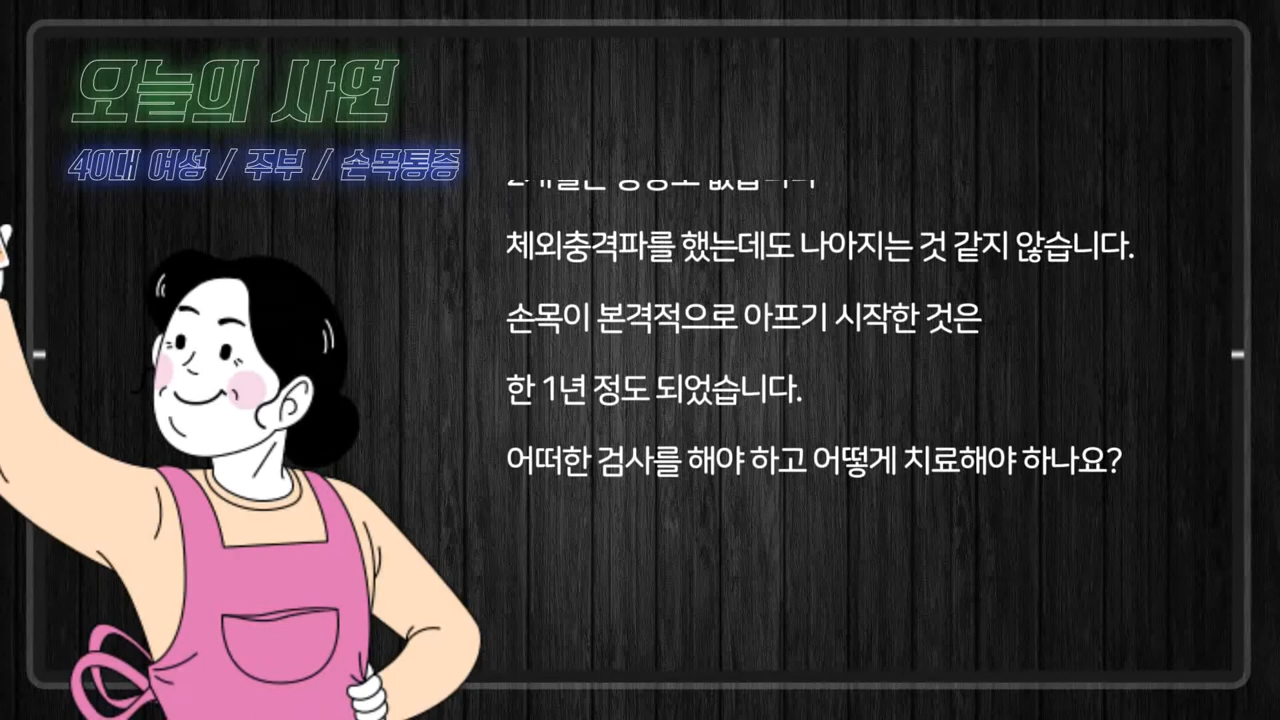 오늘의 사연
40대 여성 / 주부 / 손목통증
체외충격파를 했는데도 나아지는 것 같지 않습니다.
손목이 본격적으로 아프기 시작한 것은
한 1년 정도 되었습니다.
어떠한 검사를 해야 하고 어떻게 치료해야 하나요?